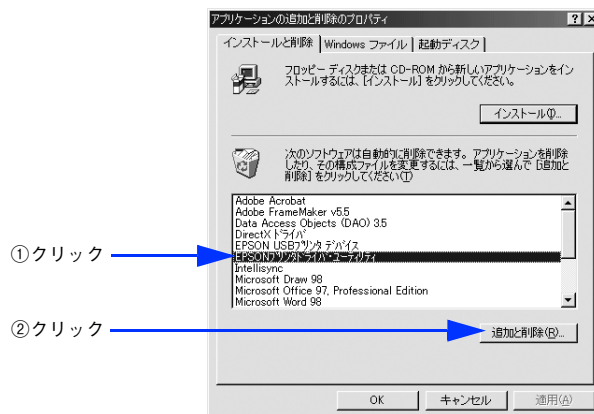 アプリケーションの追加と削除のプロパティ
インストールと削除 Windows ファイル 起動ディスク
フロッピー ディスクまたは CD-ROM から新しいアプリケーションをイン
ストールするには、[インストール] をクリックしてください。
インストール(I)...
次のソフトウェアは自動的に削除できます。アプリケーションを削除
したり、その構成ファイルを変更するには、一覧から選んで [追加と
削除] をクリックしてください(T)
Adobe Acrobat
Adobe FrameMaker v5.5
Data Access Objects (DAO) 3.5
DirectX ドライバ
EPSON USBプリンタ デバイス
①クリック
EPSONプリンタドライバ・ユーティリティ
Intellisync
Microsoft Draw 98
Microsoft Office 97, Professional Edition
Microsoft Word 98
②クリック
追加と削除(R)...
OK キャンセル 適用(A)